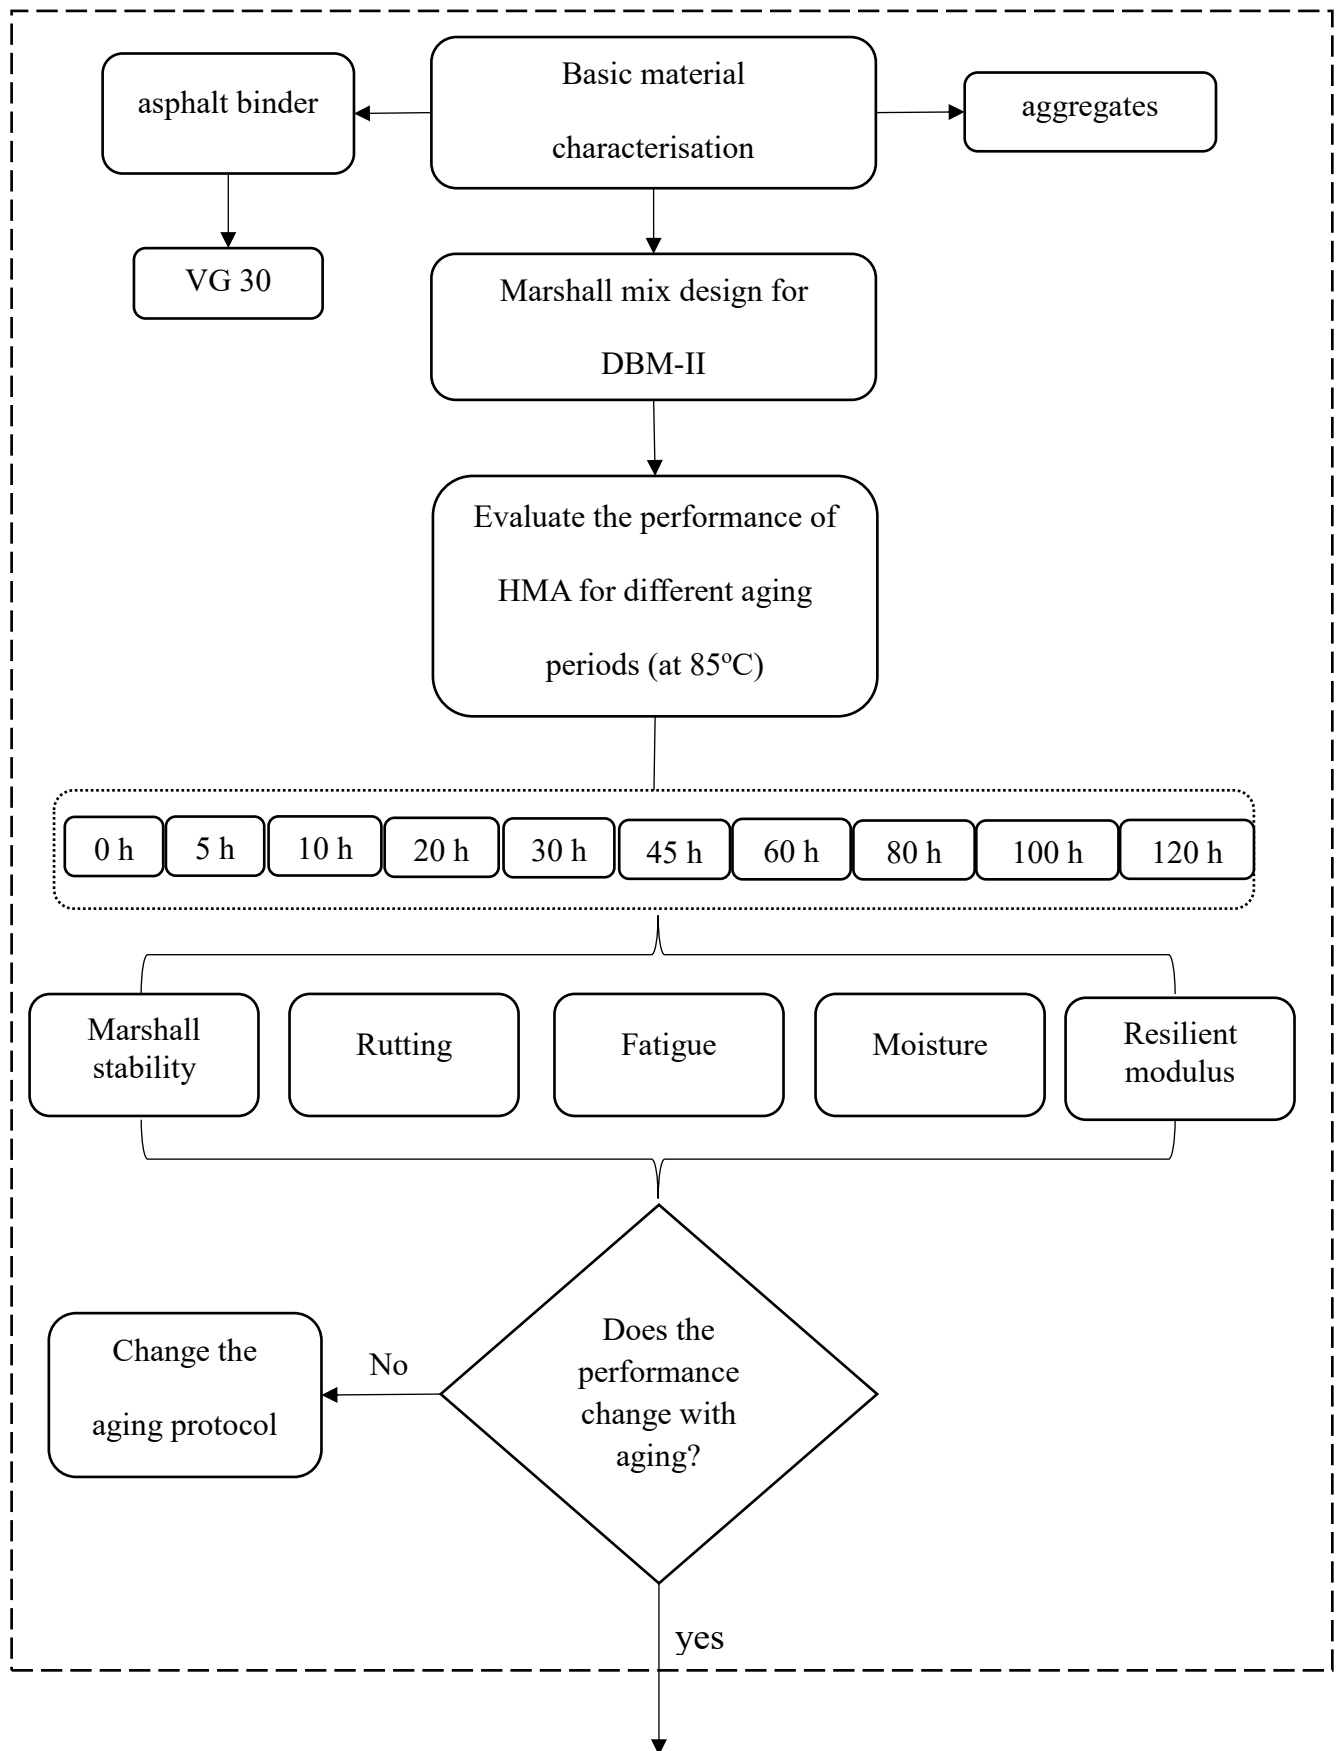 asphalt binder
Basic material
characterisation
aggregates
VG 30
Marshall mix design for
DBM-II
Evaluate the performance of
HMA for different aging
periods (at 85ºC)
0 h
5 h
10 h
20 h
30 h
45 h
60 h
80 h
100 h
120 h
Marshall
stability
Rutting
Fatigue
Moisture
Resilient
modulus
Does the
performance
change with
aging?
No
Change the
aging protocol
yes